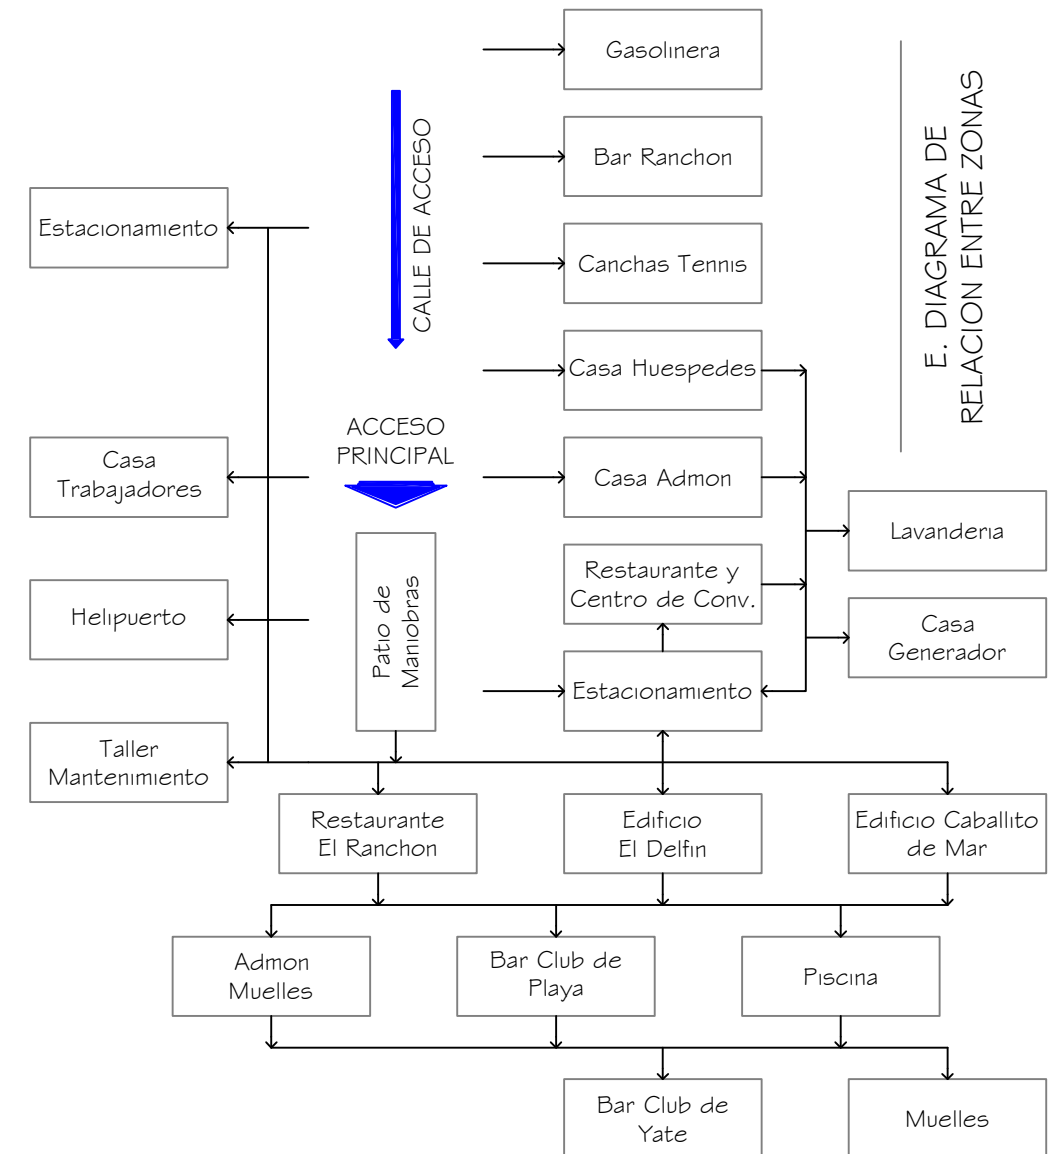 Gasolinera
Bar Ranchon
Canchas Tennis
Casa Huespedes
Casa Admon
Restaurante y
Centro de Conv.
Estacionamiento
Lavanderia
Casa
Generador
E. DIAGRAMA DE
RELACION ENTRE ZONAS
CALLE DE ACCESO
ACCESO
PRINCIPAL
Patio de
Maniobras
Estacionamiento
Casa
Trabajadores
Helipuerto
Taller
Mantenimiento
Restaurante
El Ranchon
Edificio
El Delfin
Edificio Caballito
de Mar
Admon
Muelles
Bar Club de
Playa
Piscina
Bar Club de
Yate
Muelles